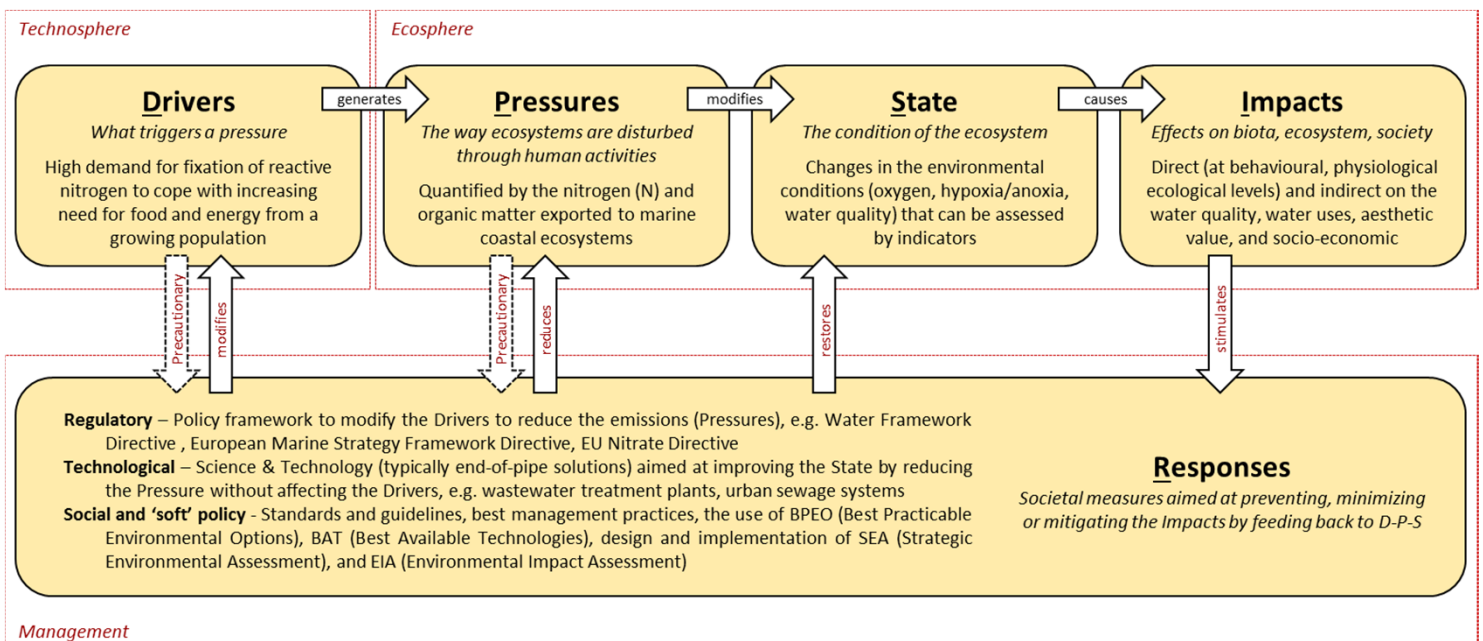 Technosphere
Ecosphere
Drivers
What triggers a pressure
High demand for fixation of reactive
nitrogen to cope with increasing
need for food and energy from a
growing population
generates
Pressures
The way ecosystems are disturbed
through human activities
Quantified by the nitrogen (N) and
organic matter exported to marine
coastal ecosystems
modifies
State
The condition of the ecosystem
Changes in the environmental
conditions (oxygen, hypoxia/anoxia,
water quality) that can be assessed
by indicators
causes
Impacts
Effects on biota, ecosystem, society
Direct (at behavioural, physiological
ecological levels) and indirect on the
water quality, water uses, aesthetic
value, and socio-economic
Precautionary
modifies
Precautionary
reduces
restores
stimulates
Regulatory – Policy framework to modify the Drivers to reduce the emissions (Pressures), e.g. Water Framework
Directive , European Marine Strategy Framework Directive, EU Nitrate Directive
Technological – Science & Technology (typically end-of-pipe solutions) aimed at improving the State by reducing
the Pressure without affecting the Drivers, e.g. wastewater treatment plants, urban sewage systems
Social and ‘soft’ policy - Standards and guidelines, best management practices, the use of BPEO (Best Practicable
Environmental Options), BAT (Best Available Technologies), design and implementation of SEA (Strategic
Environmental Assessment), and EIA (Environmental Impact Assessment)
Responses
Societal measures aimed at preventing, minimizing
or mitigating the Impacts by feeding back to D-P-S
Management